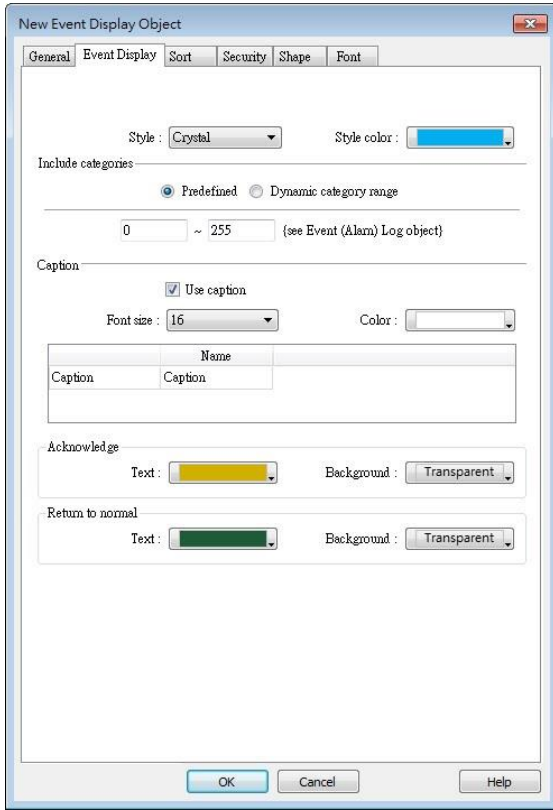 New Event Display Object
General Event Display Sort Security Shape Font
Style : Crystal Style color :
Include categories
Predefined Dynamic category range
0 ~ 255 {see Event (Alarm) Log object}
Caption
Use caption
Font size : 16 Color :
Name
Caption Caption
Acknowledge
Text : Background : Transparent
Return to normal
Text : Background : Transparent
OK Cancel Help